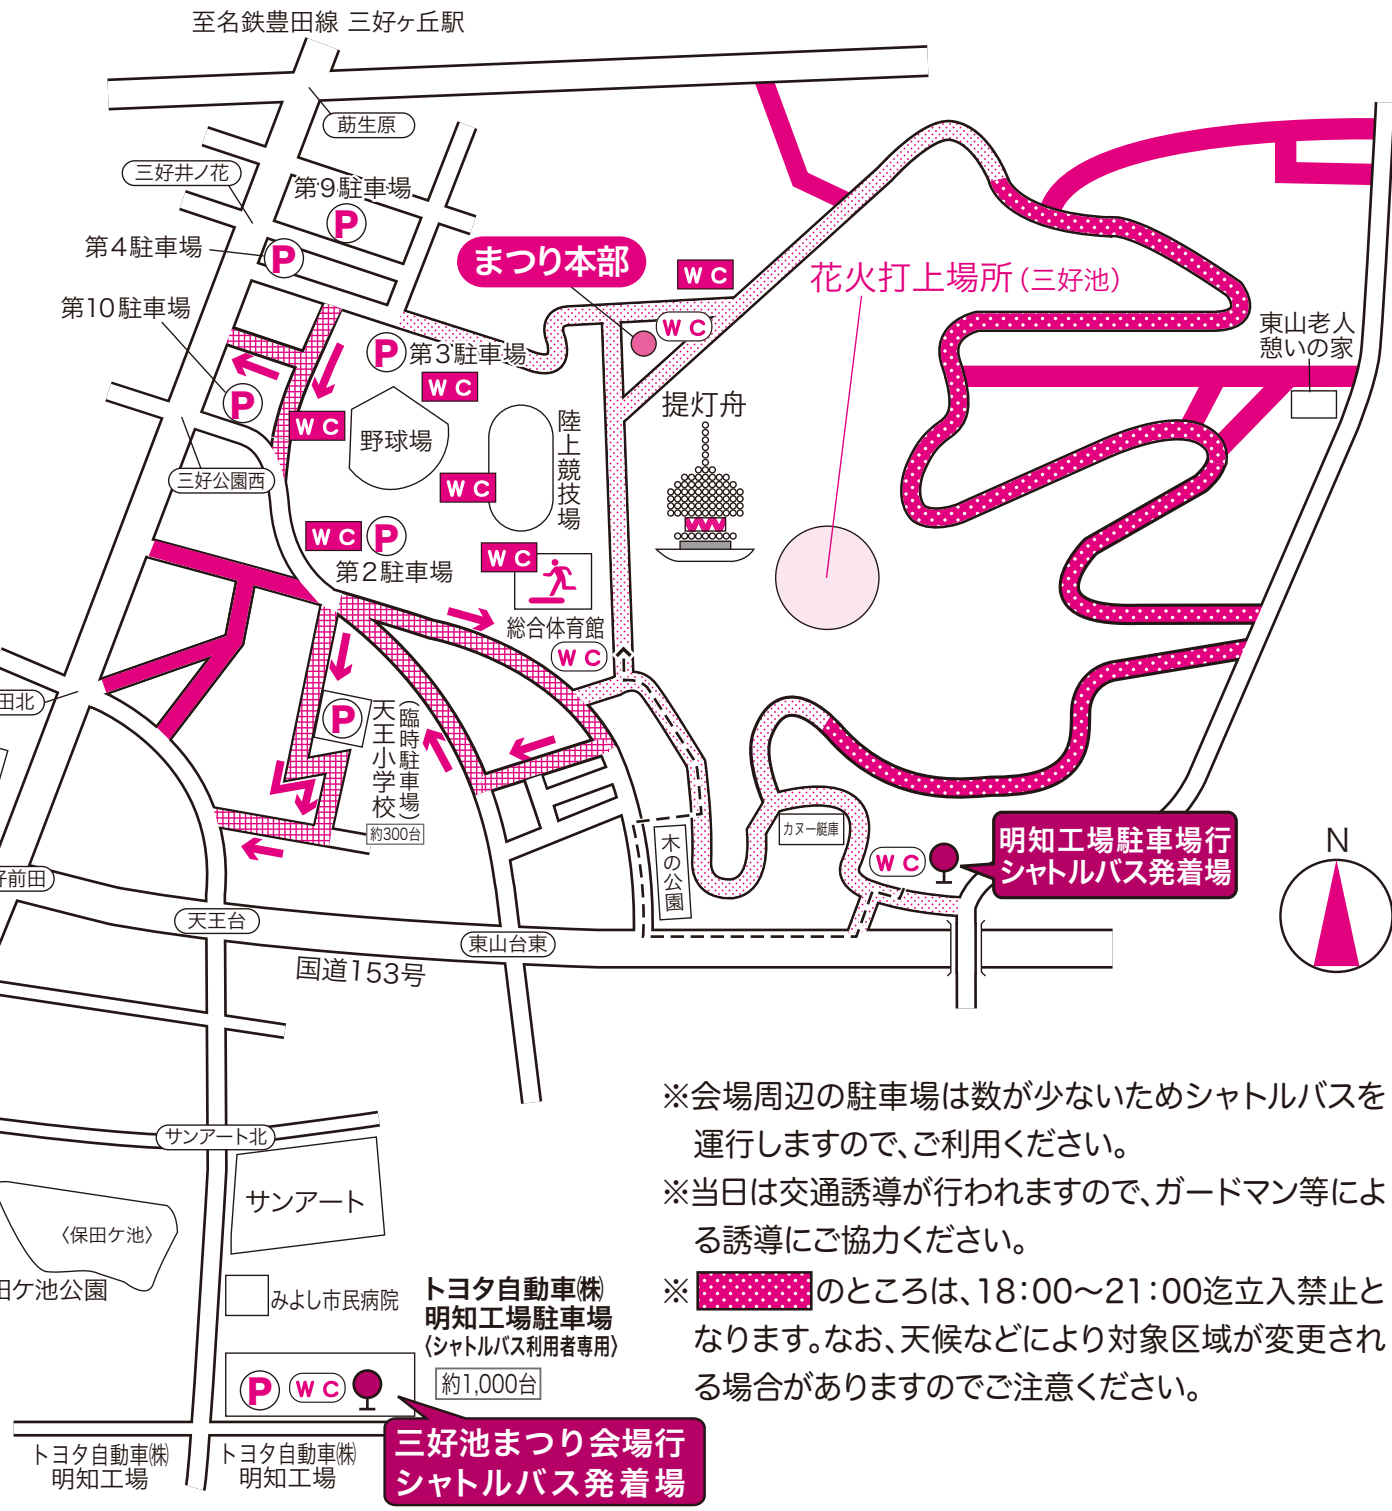 至名鉄豊田線 三好ヶ丘駅
莇生原
三好井ノ花
第9駐車場
P
第4駐車場
P
まつり本部
W C
花火打上場所(三好池)
第10駐車場
W C
東山老人
憩いの家
P
第3駐車場
W C
P
提灯舟
W C
野球場
陸上競技場
三好公園西
W C
W C
P
第2駐車場
W C
総合体育館
W C
田北
P
天王小学校
(臨時駐車場)
約300台
カヌー艇庫
木の公園
W C
明知工場駐車場行
シャトルバス発着場
N
好前田
天王台
東山台東
国道153号
※会場周辺の駐車場は数が少ないためシャトルバスを
運行しますので、ご利用ください。
※当日は交通誘導が行われますので、ガードマン等によ
る誘導にご協力ください。
※のところは、18:00〜21:00迄立入禁止と
なります。なお、天候などにより対象区域が変更され
る場合がありますのでご注意ください。
サンアート北
サンアート
〈保田ケ池〉
田ケ池公園
みよし市民病院
トヨタ自動車㈱
明知工場駐車場
〈シャトルバス利用者専用〉
約1,000台
P
W C
三好池まつり会場行
シャトルバス発着場
トヨタ自動車㈱
明知工場
トヨタ自動車㈱
明知工場